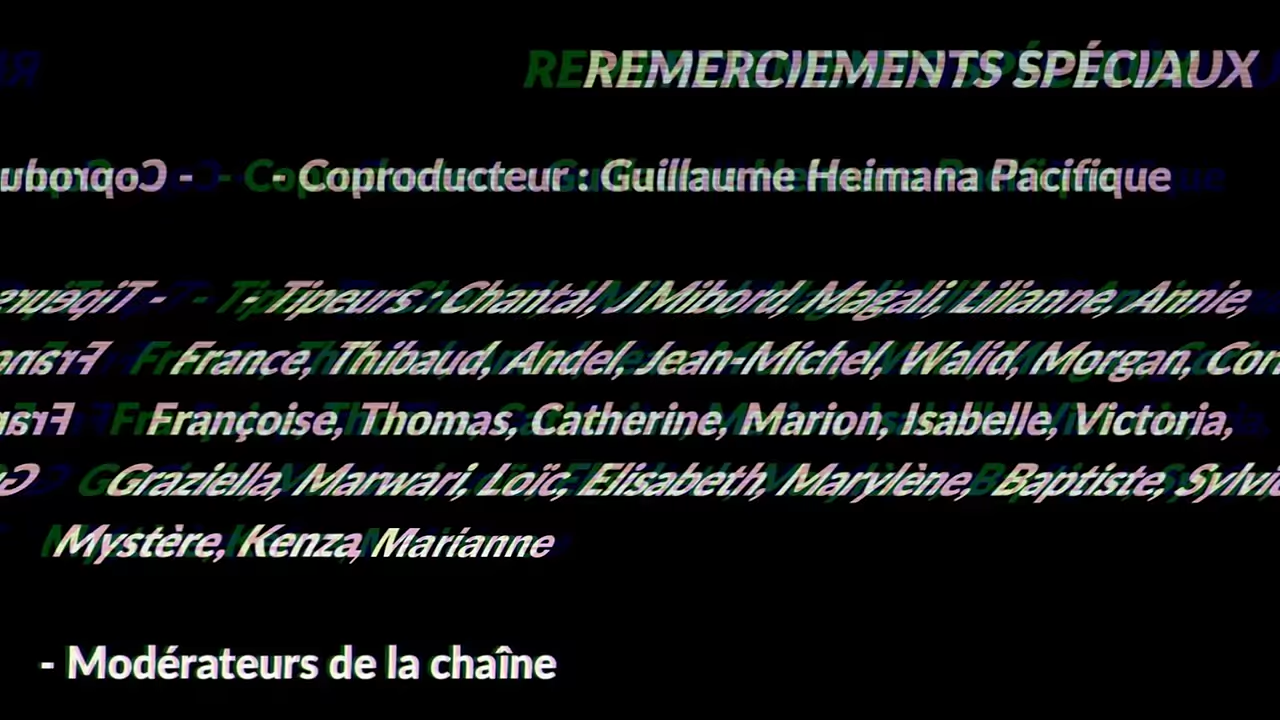 REMERCIEMENTS SPÉCIAUX
- Coproducteur : Guillaume Heimana Pacifique
- Tipeurs : Chantal, J Mibord, Magali, Lilianne, Annie,
France, Thibaud, Andel, Jean-Michel, Walid, Morgan,
Françoise, Thomas, Catherine, Marion, Isabelle, Victoria,
Graziella, Marwari, Loïc, Elisabeth, Marylène, Baptiste,
Mystère, Kenza, Marianne
- Modérateurs de la chaîne